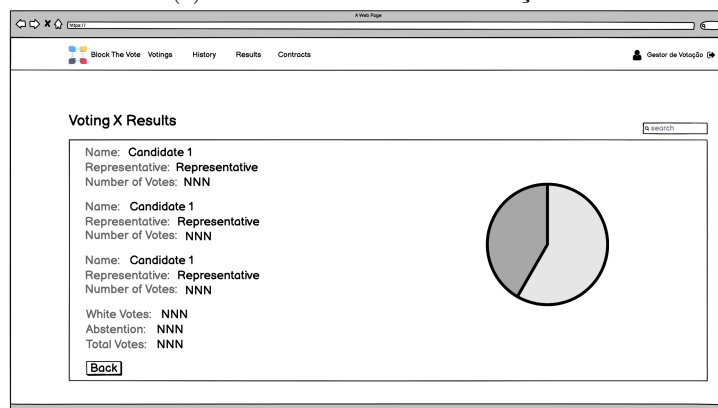 A Web Page
https://
Block The Vote Votings History Results Contracts Gestor de Votação
Voting X Results
search
Name: Candidate 1
Representative: Representative
Number of Votes: NNN
Name: Candidate 1
Representative: Representative
Number of Votes: NNN
Name: Candidate 1
Representative: Representative
Number of Votes: NNN
White Votes: NNN
Abstention: NNN
Total Votes: NNN
Back